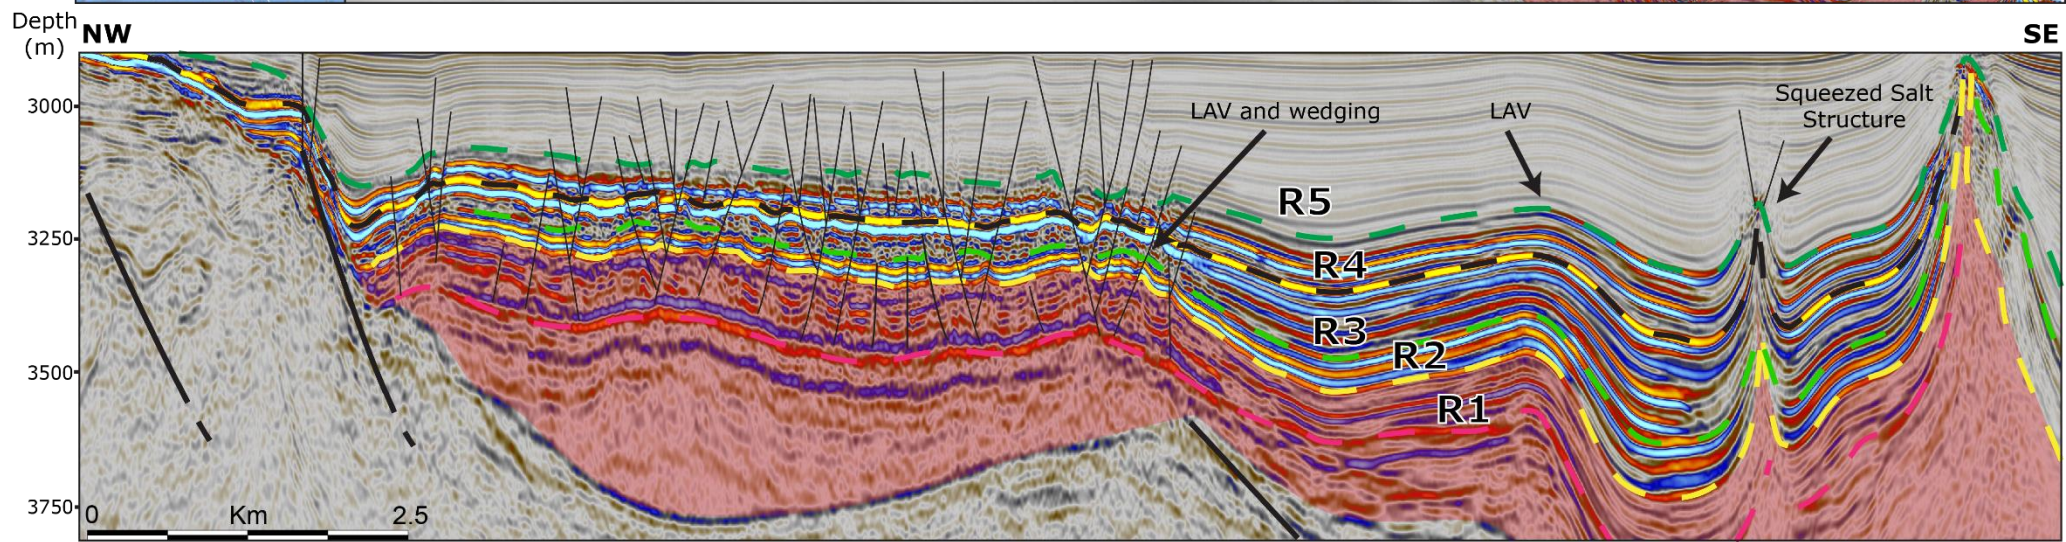 Depth
(m)
NW
SE
3000
3250
3500
3750
LAV and wedging
LAV
Squeezed Salt
Structure
R5
R4
R3
R2
R1
0 Km 2.5